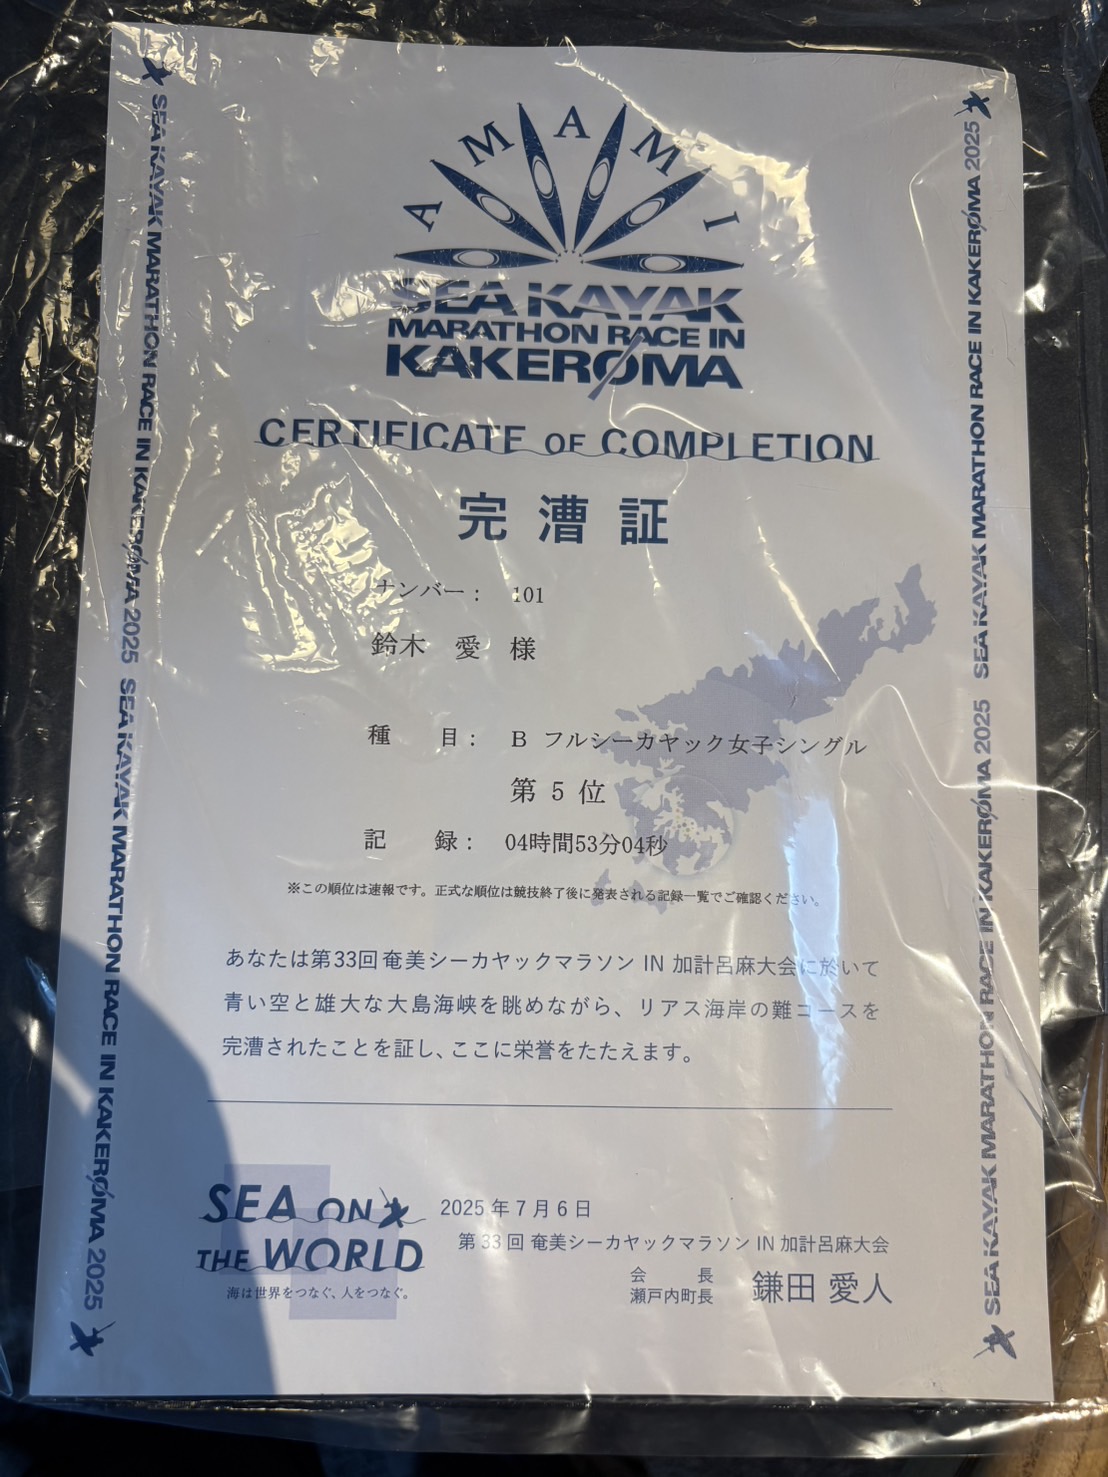 AMAMI
SEA KAYAK
MARATHON RACE IN
KAKEROMA
CERTIFICATE OF COMPLETION
完漕証
ナンバー： 101
鈴木 愛 様
種 目： B フルシーカヤック女子シングル
第 5 位
記 録： 04時間53分04秒
※この順位は速報です。正式な順位は競技終了後に発表される記録一覧でご確認ください。
あなたは第33回 奄美シーカヤックマラソン IN 加計呂麻大会に於いて
青い空と雄大な大島海峡を眺めながら、リアス海岸の難コースを
完漕されたことを証し、ここに栄誉をたたえます。
SEA ON
THE WORLD
海は世界をつなぐ、人をつなぐ。
2025 年 7 月 6 日
第 33 回 奄美シーカヤックマラソン IN 加計呂麻大会
会 長
瀬戸内町長 鎌田 愛人
SEA KAYAK MARATHON RACE IN KAKEROMA 2025 SEA KAYAK MARATHON RACE IN KAKEROMA 2025
SEA KAYAK MARATHON RACE IN KAKEROMA 2025 SEA KAYAK MARATHON RACE IN KAKEROMA 2025